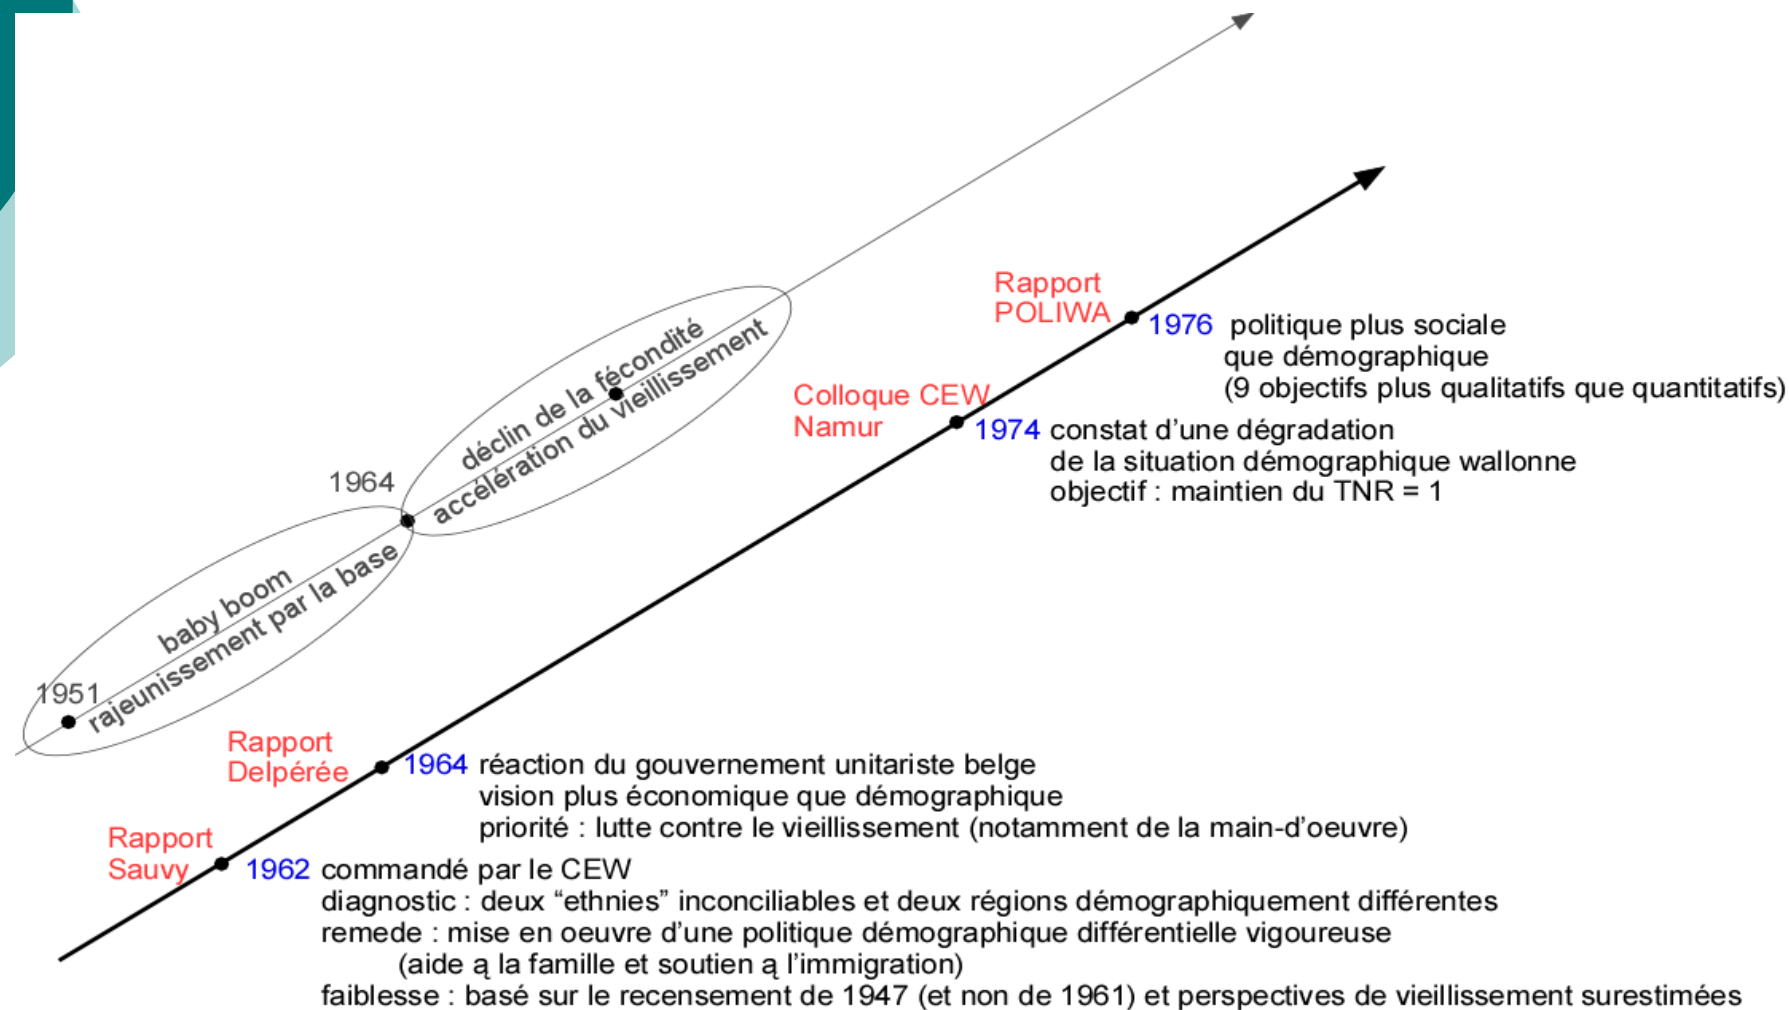 Rapport
POLIWA
1976 politique plus sociale
que démographique
(9 objectifs plus qualitatifs que quantitatifs)
déclin de la fécondité
accélération du vieillissement
Colloque CEW
Namur
1974 constat d'une dégradation
de la situation démographique wallonne
objectif : maintien du TNR = 1
1964
baby boom
rajeunissement par la base
1951
Rapport
Delpérée
1964 réaction du gouvernement unitariste belge
vision plus économique que démographique
priorité : lutte contre le vieillissement (notamment de la main-d'oeuvre)
Rapport
Sauvy
1962 commandé par le CEW
diagnostic : deux “ethnies” inconciliables et deux régions démographiquement différentes
remede : mise en oeuvre d'une politique démographique différentielle vigoureuse
(aide ą la famille et soutien ą l'immigration)
faiblesse : basé sur le recensement de 1947 (et non de 1961) et perspectives de vieillissement surestimées